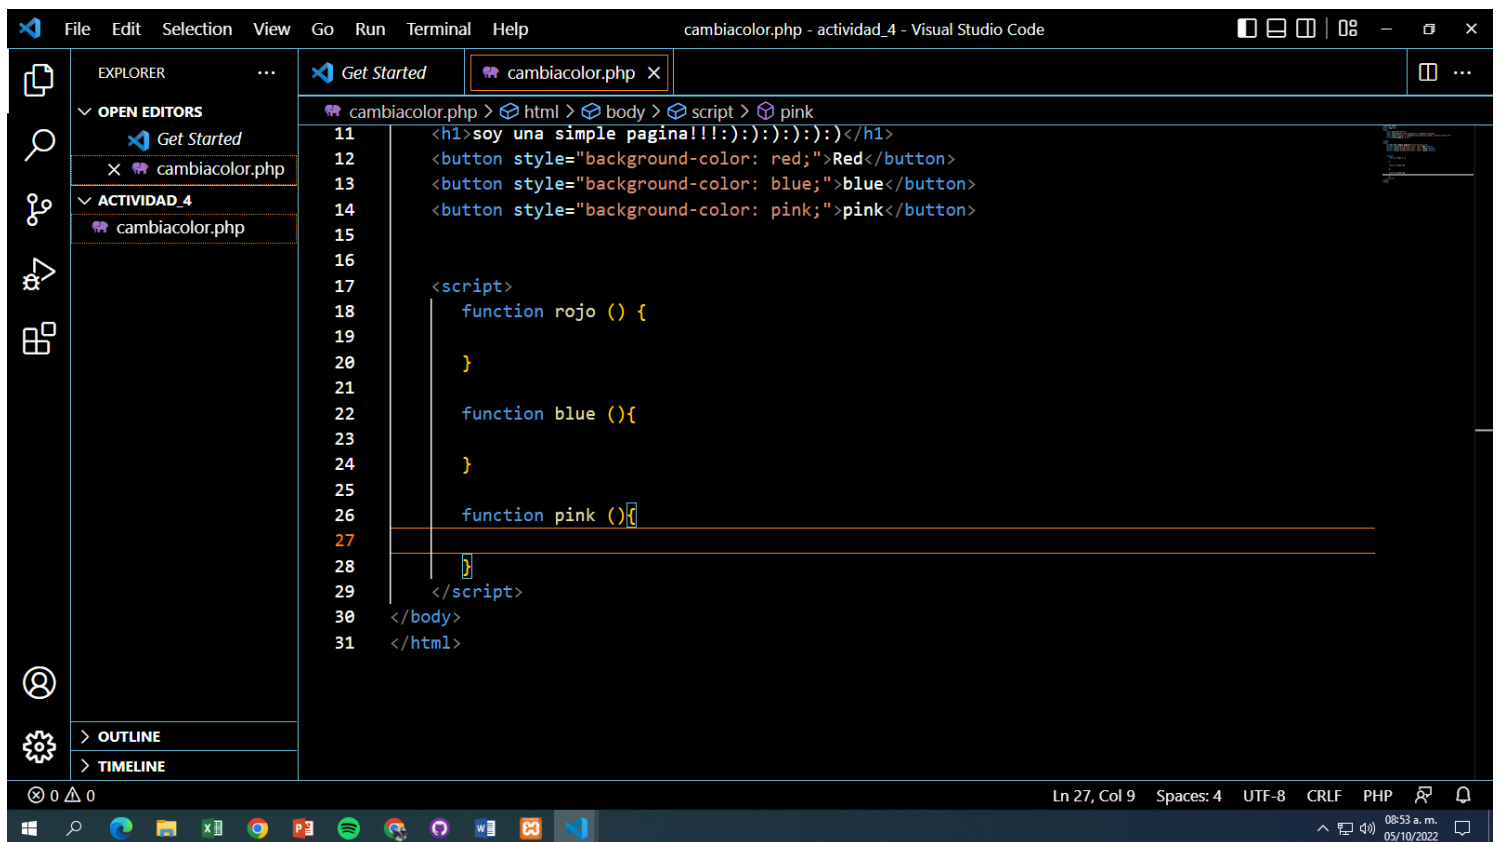 File Edit Selection View Go Run Terminal Help cambiacolor.php - actividad_4 - Visual Studio Code
EXPLORER
OPEN EDITORS
Get Started
cambiacolor.php
ACTIVIDAD_4
cambiacolor.php
OUTLINE
TIMELINE
Get Started cambiacolor.php
cambiacolor.php > html > body > script > pink
11 <h1>soy una simple pagina!!!:):):):):):)</h1>
12 <button style="background-color: red;">Red</button>
13 <button style="background-color: blue;">blue</button>
14 <button style="background-color: pink;">pink</button>
15
16
17 <script>
18 function rojo () {
19
20 }
21
22 function blue (){
23
24 }
25
26 function pink (){
27
28 }
29 </script>
30 </body>
31 </html>
0 0 Ln 27, Col 9 Spaces: 4 UTF-8 CRLF PHP
08:53 a. m.
05/10/2022